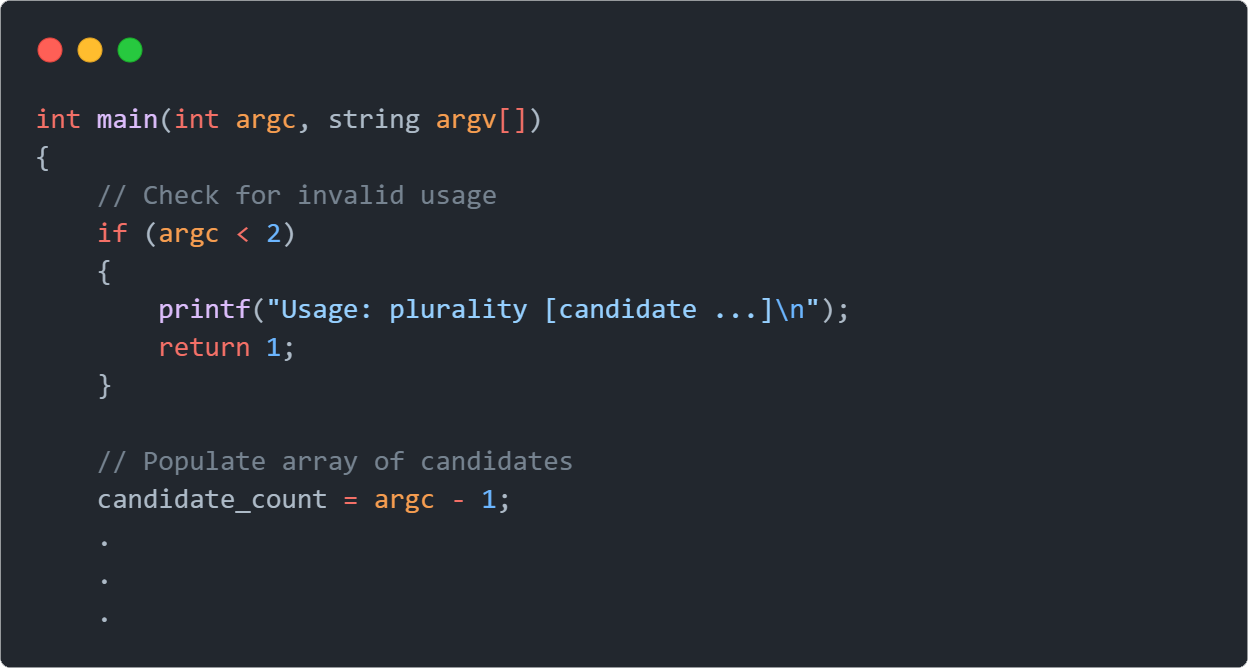 int main(int argc, string argv[])
{
    // Check for invalid usage
    if (argc < 2)
    {
        printf("Usage: plurality [candidate ...]\n");
        return 1;
    }

    // Populate array of candidates
    candidate_count = argc - 1;
    .
    .
    .